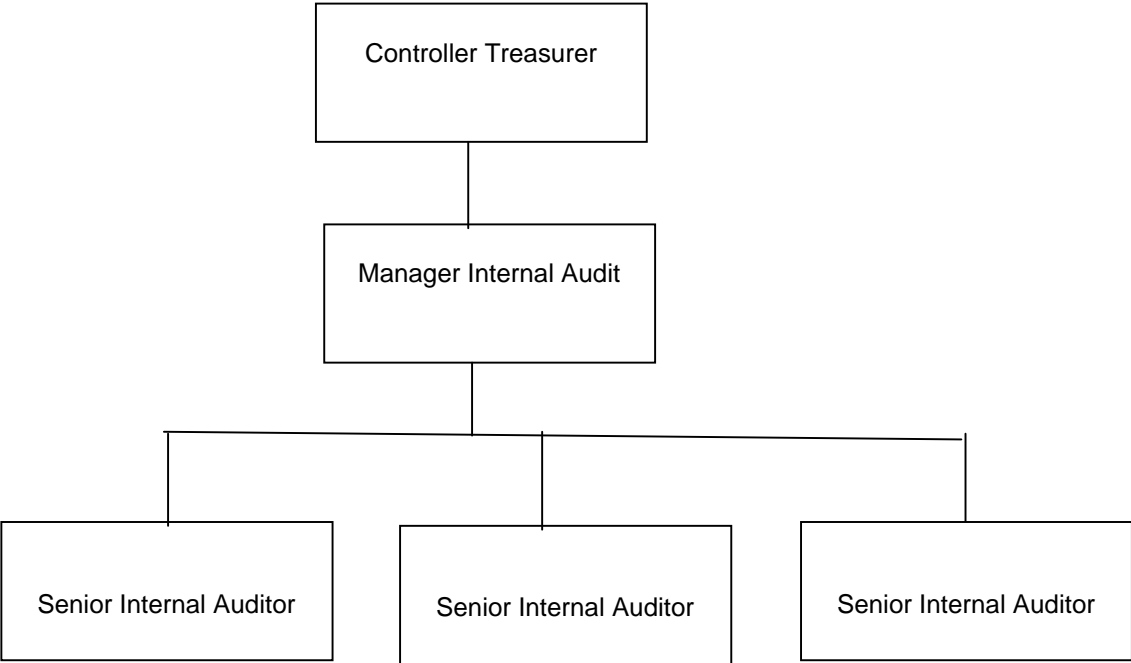 Controller Treasurer
Manager Internal Audit
Senior Internal Auditor
Senior Internal Auditor
Senior Internal Auditor